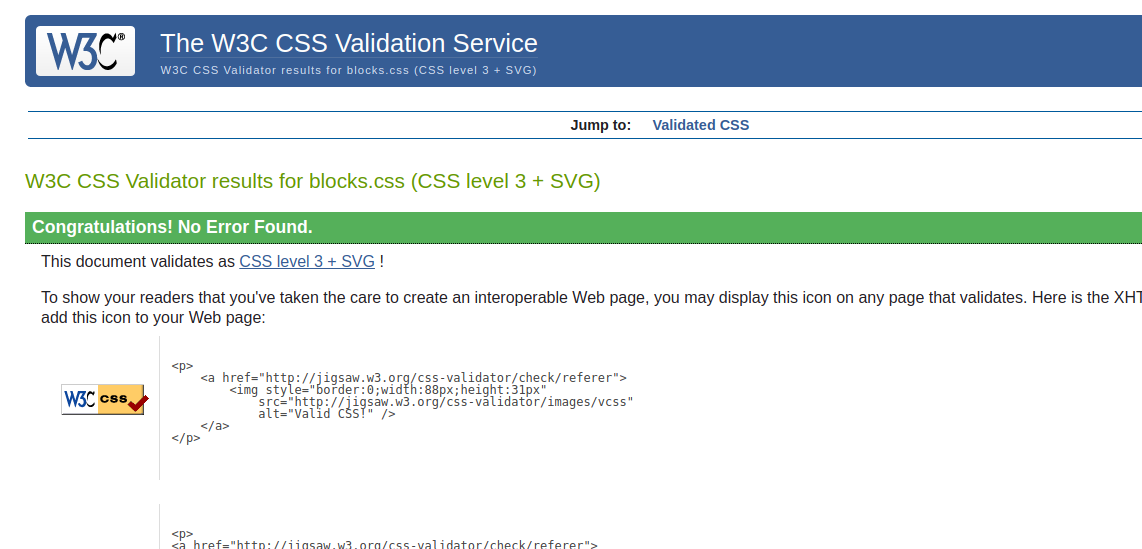 W3C®
The W3C CSS Validation Service
W3C CSS Validator results for blocks.css (CSS level 3 + SVG)
Jump to: Validated CSS
W3C CSS Validator results for blocks.css (CSS level 3 + SVG)
Congratulations! No Error Found.
This document validates as CSS level 3 + SVG !
To show your readers that you've taken the care to create an interoperable Web page, you may display this icon on any page that validates. Here is the XHT
add this icon to your Web page:
W3C css
<p>
    <a href="http://jigsaw.w3.org/css-validator/check/referer">
        <img style="border:0;width:88px;height:31px"
            src="http://jigsaw.w3.org/css-validator/images/vcss"
            alt="Valid CSS!" />
    </a>
</p>
<p>
<a href="http://jigsaw.w3.org/css-validator/check/referer">